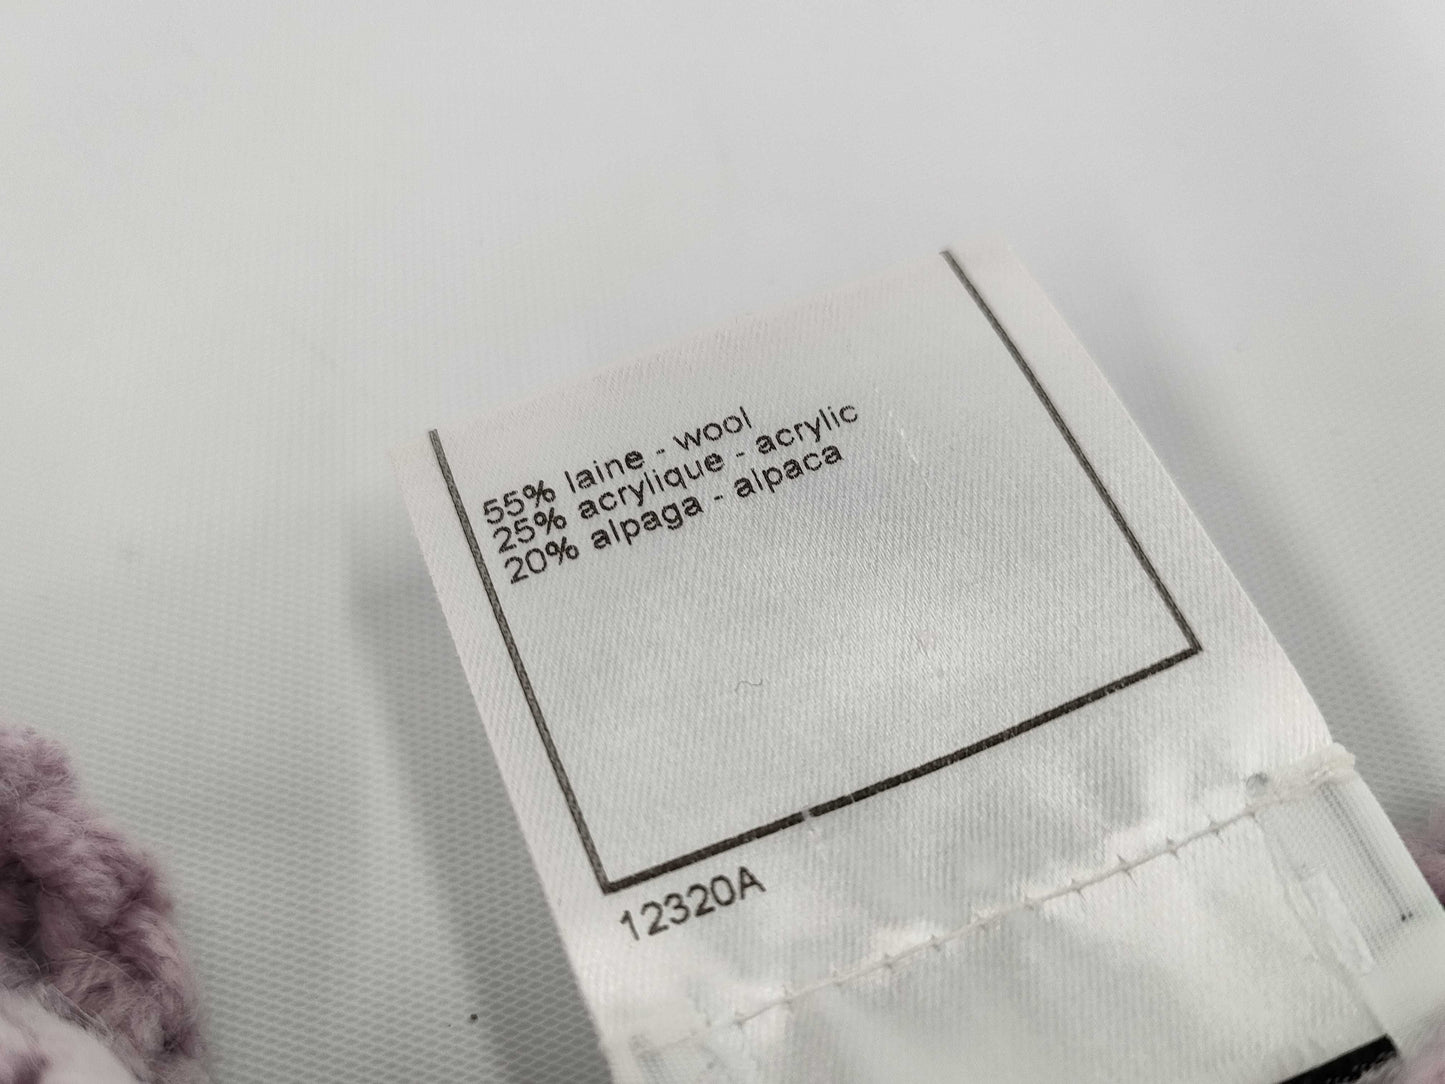 55% laine - wool
25% acrylique - acrylic
20% alpaga - alpaca
12320A